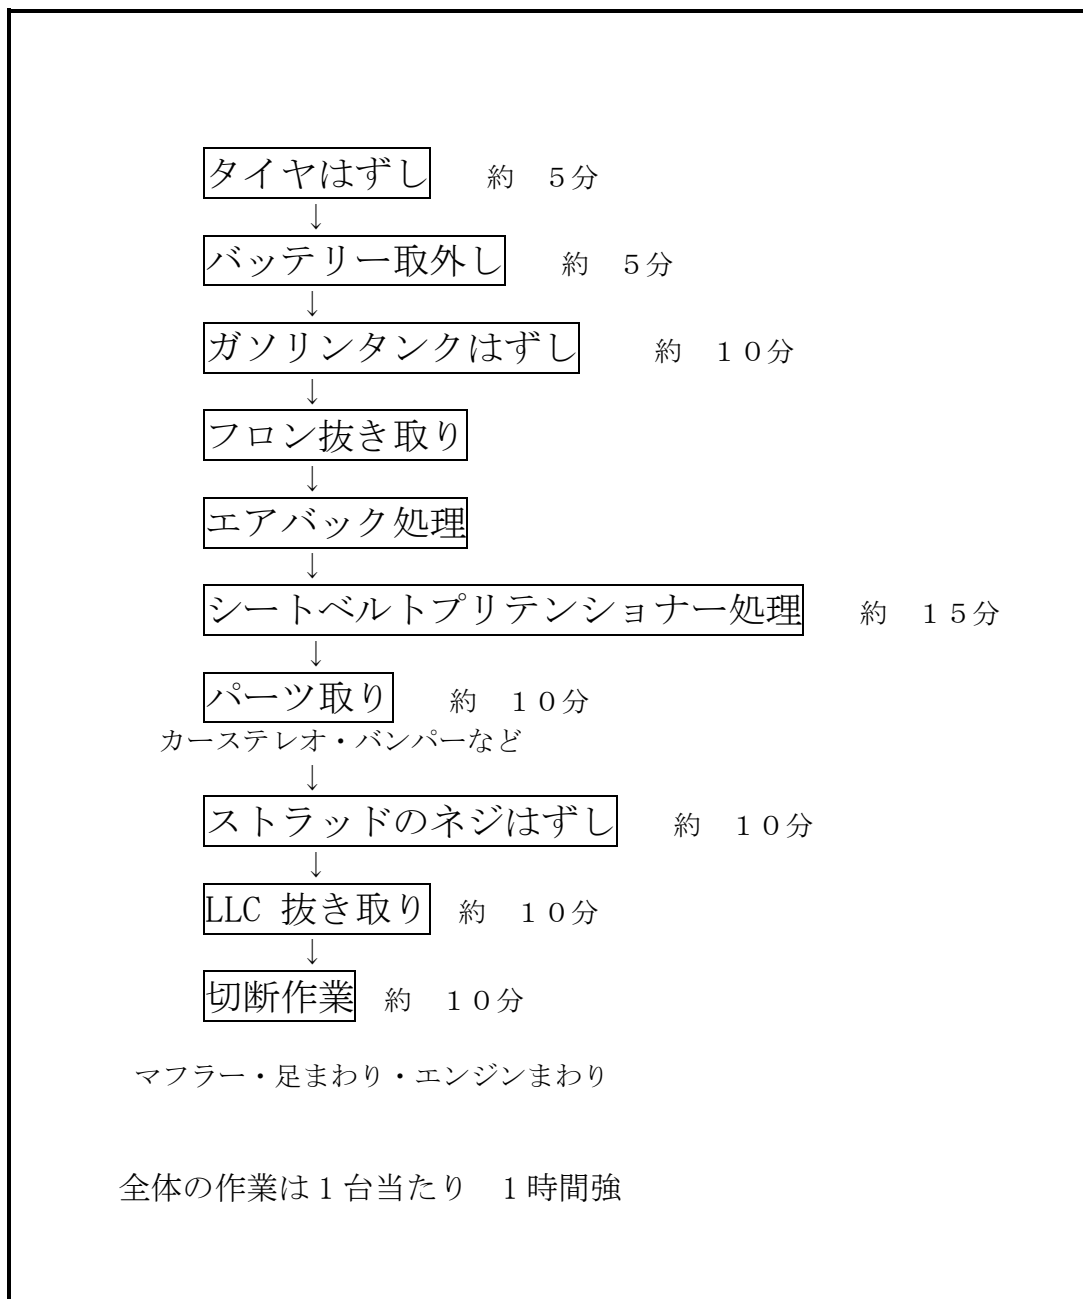 タイヤはずし　約　５分
↓
バッテリー取外し　約　５分
↓
ガソリンタンクはずし　約　１０分
↓
フロン抜き取り
↓
エアバック処理
↓
シートベルトプリテンショナー処理　約　１５分
↓
パーツ取り　約　１０分
カーステレオ・バンパーなど
↓
ストラッドのネジはずし　約　１０分
↓
LLC 抜き取り　約　１０分
↓
切断作業　約　１０分
マフラー・足まわり・エンジンまわり
全体の作業は１台当たり　１時間強